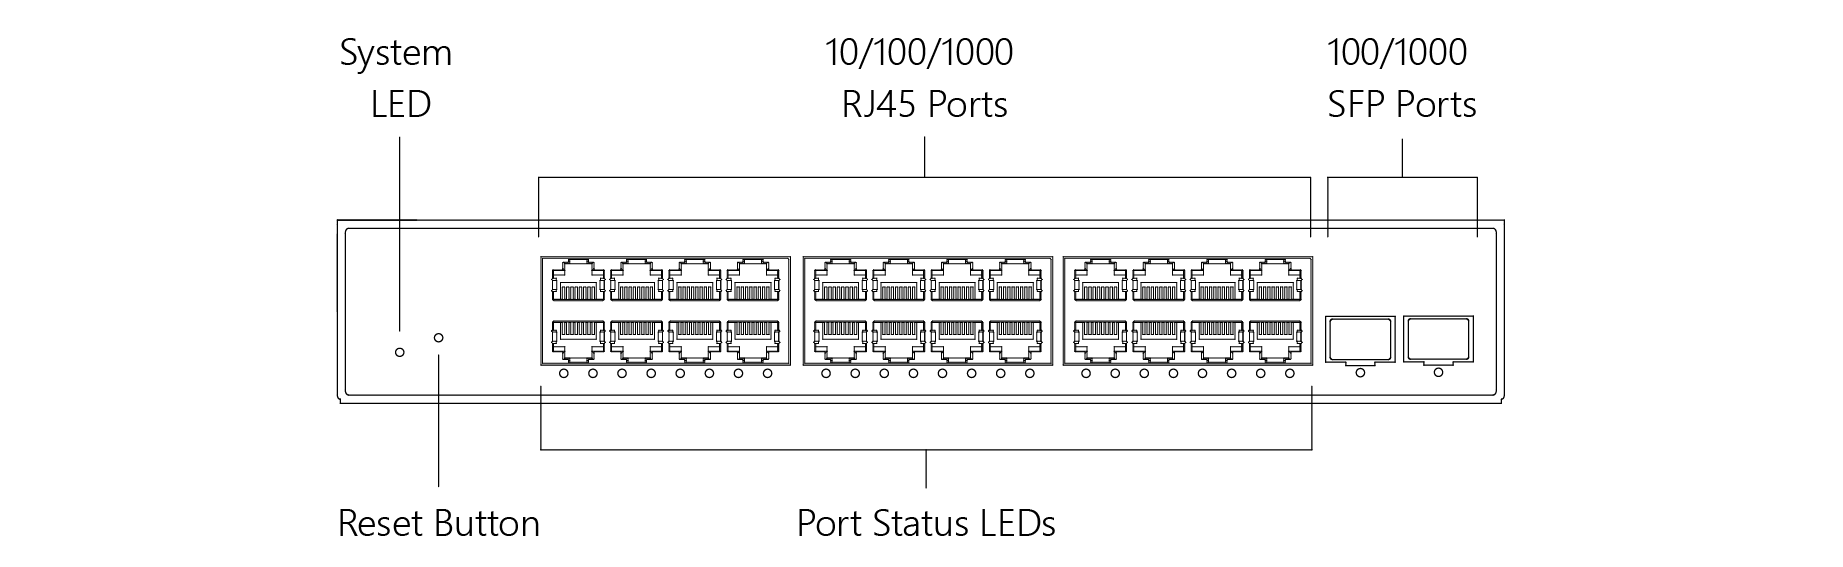 System
LED
10/100/1000
RJ45 Ports
100/1000
SFP Ports
Reset Button
Port Status LEDs